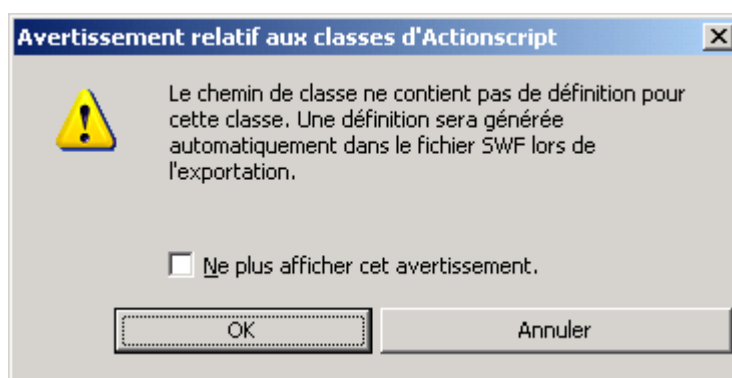 Avertissement relatif aux classes d'Actionscript
Le chemin de classe ne contient pas de définition pour
cette classe. Une définition sera générée
automatiquement dans le fichier SWF lors de
l'exportation.
Ne plus afficher cet avertissement.
OK Annuler